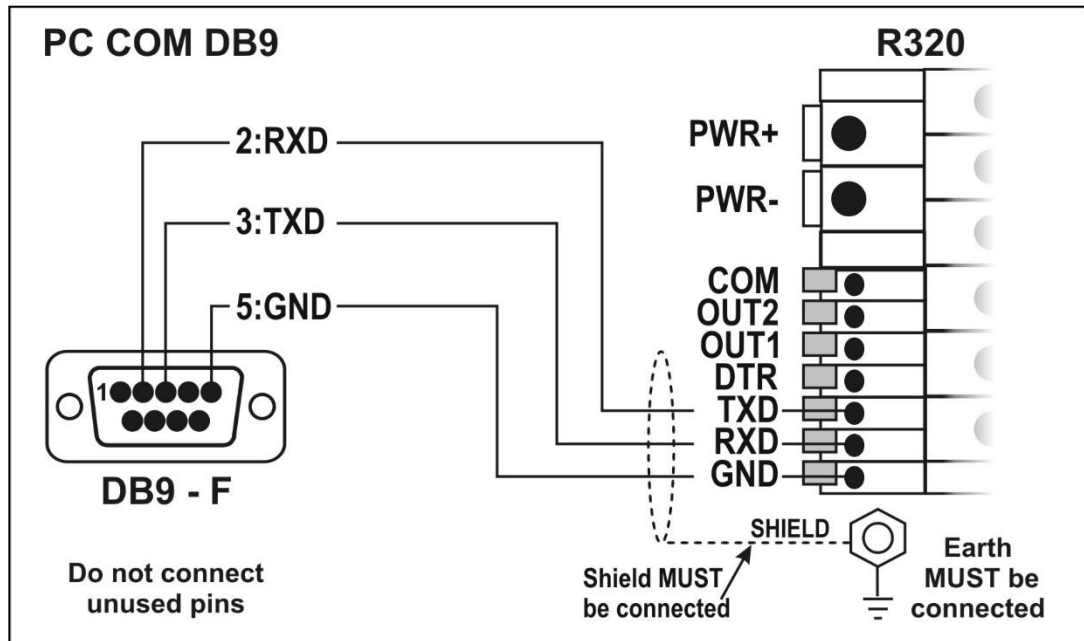 PC COM DB9
R320
2:RXD
3:TXD
5:GND
1
DB9 - F
Do not connect
unused pins
PWR+
PWR-
COM
OUT2
OUT1
DTR
TXD
RXD
GND
SHIELD
Shield MUST
be connected
Earth
MUST be
connected